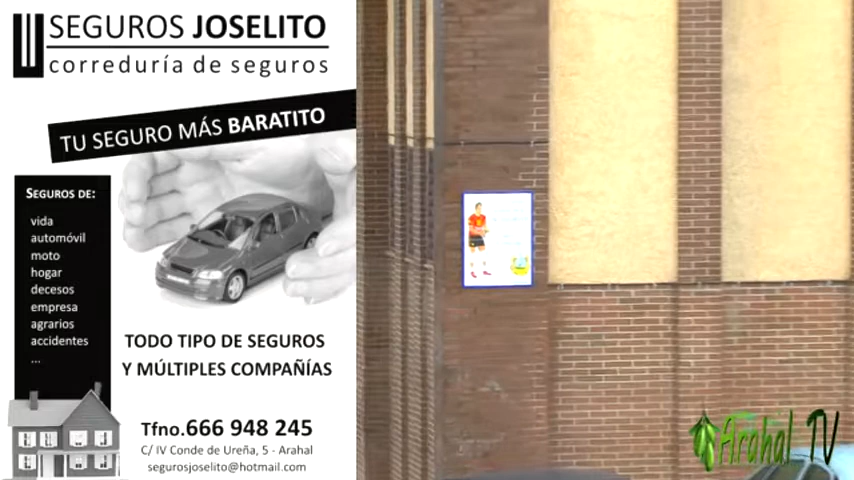 SEGUROS JOSELITO
correduría de seguros
TU SEGURO MÁS BARATITO
SEGUROS DE:
vida
automóvil
moto
hogar
decesos
empresa
agrarios
accidentes
...
TODO TIPO DE SEGUROS
Y MÚLTIPLES COMPAÑÍAS
Tfno.666 948 245
C/ IV Conde de Ureña, 5 - Arahal
segurosjoselito@hotmail.com
Arahal TV